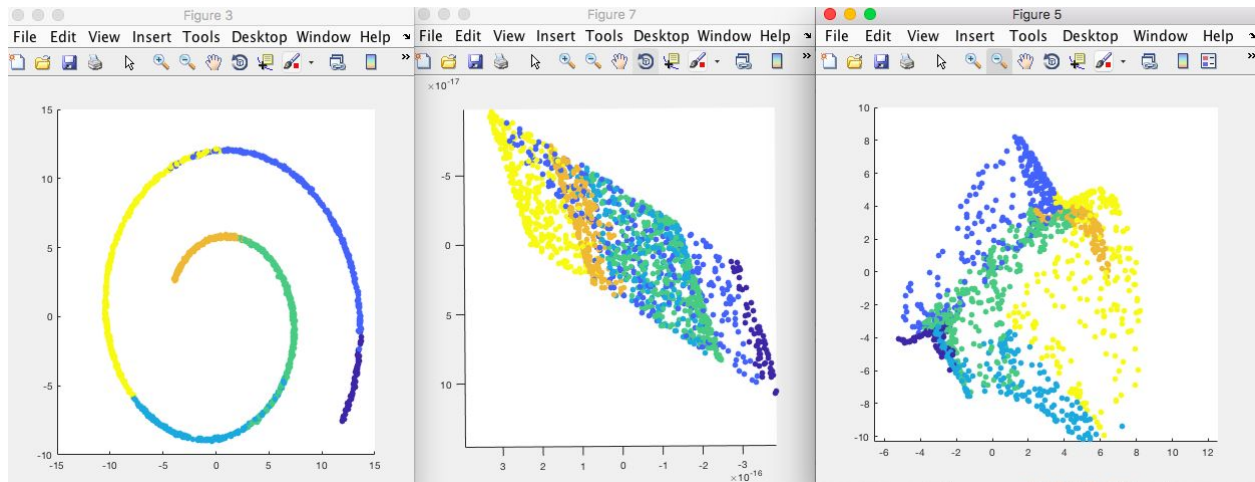 Figure 3
File Edit View Insert Tools Desktop Window Help
15
10
5
0
-5
-10
-15 -10 -5 0 5 10 15
Figure 7
File Edit View Insert Tools Desktop Window Help
×10-17
-5
0
5
10
3 2 1 0 -1 -2 -3
×10-16
Figure 5
File Edit View Insert Tools Desktop Window Help
10
8
6
4
2
0
-2
-4
-6
-8
-10
-6 -4 -2 0 2 4 6 8 10 12